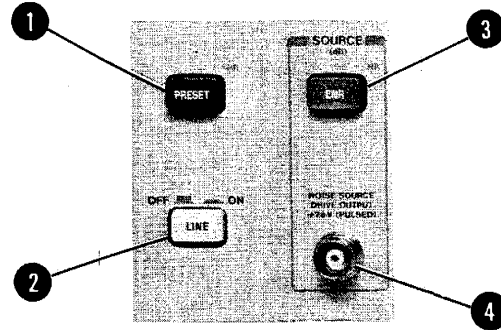 1
3
SOURCE
PRESET
ENR
OFF
ON
NOISE SOURCE
DRIVE OUTPUT
LINE
2
4